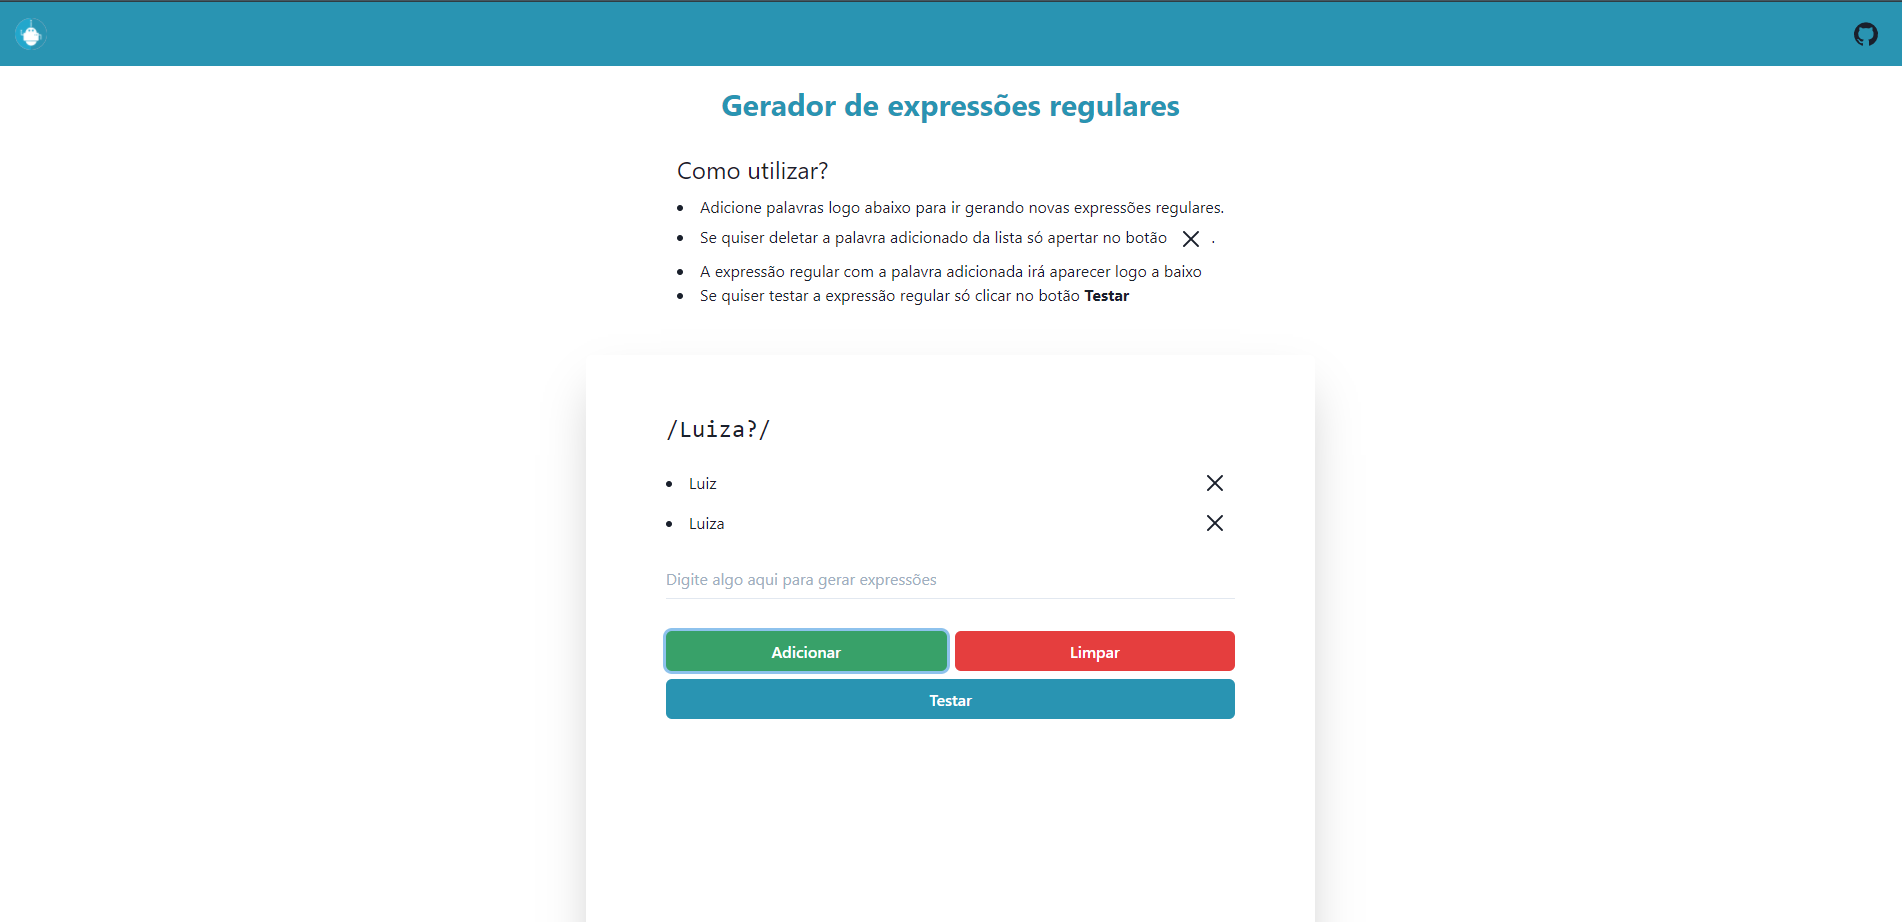 Gerador de expressões regulares
Como utilizar?
Adicione palavras logo abaixo para ir gerando novas expressões regulares.
Se quiser deletar a palavra adicionado da lista só apertar no botão .
A expressão regular com a palavra adicionada irá aparecer logo a baixo
Se quiser testar a expressão regular só clicar no botão Testar
/Luiza?/
Luiz
Luiza
Digite algo aqui para gerar expressões
Adicionar Limpar
Testar